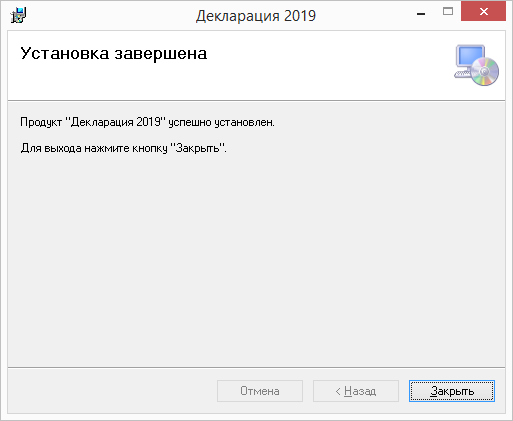 Декларация 2019
Установка завершена
Продукт "Декларация 2019" успешно установлен.
Для выхода нажмите кнопку "Закрыть".
Отмена
< Назад
Закрыть